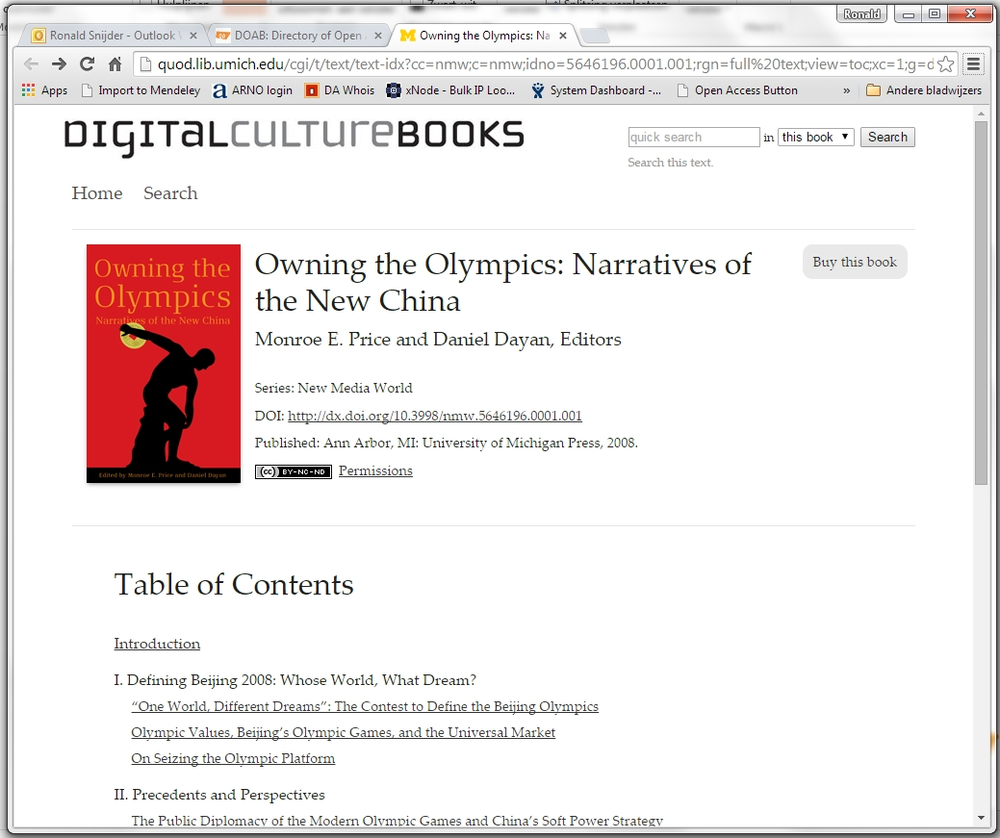 Ronald
Ronald Snijder - Outlook
DOAB: Directory of Open
Owning the Olympics: Na
quod.lib.umich.edu/cgi/t/text/text-idx?cc=nmw;c=nmw;idno=5646196.0001.001;rgn=full%20text;view=toc;xc=1;g=d
Apps Import to Mendeley ARNO login DA Whois xNode - Bulk IP Loo... System Dashboard -... Open Access Button » Andere bladwijzers
DIGITALCULTUREBOOKS
quick search in this book Search
Search this text.
Home Search
Owning the
Olympics
Narratives of the New China
Edited by Monroe E. Price and Daniel Dayan
Owning the Olympics: Narratives of
the New China
Buy this book
Monroe E. Price and Daniel Dayan, Editors
Series: New Media World
DOI: http://dx.doi.org/10.3998/nmw.5646196.0001.001
Published: Ann Arbor, MI: University of Michigan Press, 2008.
(cc) BY-NC-ND Permissions
Table of Contents
Introduction
I. Defining Beijing 2008: Whose World, What Dream?
“One World, Different Dreams”: The Contest to Define the Beijing Olympics
Olympic Values, Beijing’s Olympic Games, and the Universal Market
On Seizing the Olympic Platform
II. Precedents and Perspectives
The Public Diplomacy of the Modern Olympic Games and China’s Soft Power Strategy